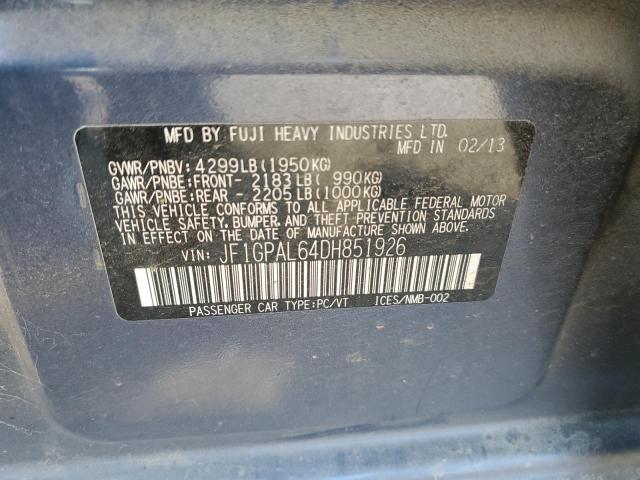 MFD BY FUJI HEAVY INDUSTRIES LTD.
MFD IN 02/13
GVWR/PNBV: 4299LB(1950KG)
GAWR/PNBE:FRONT- 2183LB( 990KG)
GAWR/PNBE:REAR - 2205LB(1000KG)
THIS VEHICLE CONFORMS TO ALL APPLICABLE FEDERAL MOTOR
VEHICLE SAFETY, BUMPER AND THEFT PREVENTION STANDARDS
IN EFFECT ON THE DATE OF MANUFACTURE SHOWN ABOVE.
VIN: JF1GPAL64DH851926
PASSENGER CAR TYPE:PC/VT ICES/NMB-002